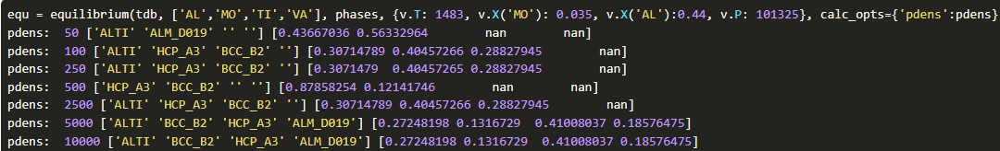 equ = equilibrium(tdb, ['AL','MO','TI','VA'], phases, {v.T: 1483, v.X('MO'): 0.035, v.X('AL'):0.44, v.P: 101325}, calc_opts={'pdens':pdens}
pdens:  50 ['ALTI' 'ALM_D019' '' ''] [0.43667036 0.56332964        nan        nan]
pdens:  100 ['ALTI' 'HCP_A3' 'BCC_B2' ''] [0.30714789 0.40457266 0.28827945        nan]
pdens:  250 ['ALTI' 'HCP_A3' 'BCC_B2' ''] [0.3071479  0.40457265 0.28827945        nan]
pdens:  500 ['HCP_A3' 'BCC_B2' '' ''] [0.87858254 0.12141746        nan        nan]
pdens:  2500 ['ALTI' 'HCP_A3' 'BCC_B2' ''] [0.30714789 0.40457266 0.28827945        nan]
pdens:  5000 ['ALTI' 'BCC_B2' 'HCP_A3' 'ALM_D019'] [0.27248198 0.1316729  0.41008037 0.18576475]
pdens:  10000 ['ALTI' 'BCC_B2' 'HCP_A3' 'ALM_D019'] [0.27248198 0.1316729  0.41008037 0.18576475]